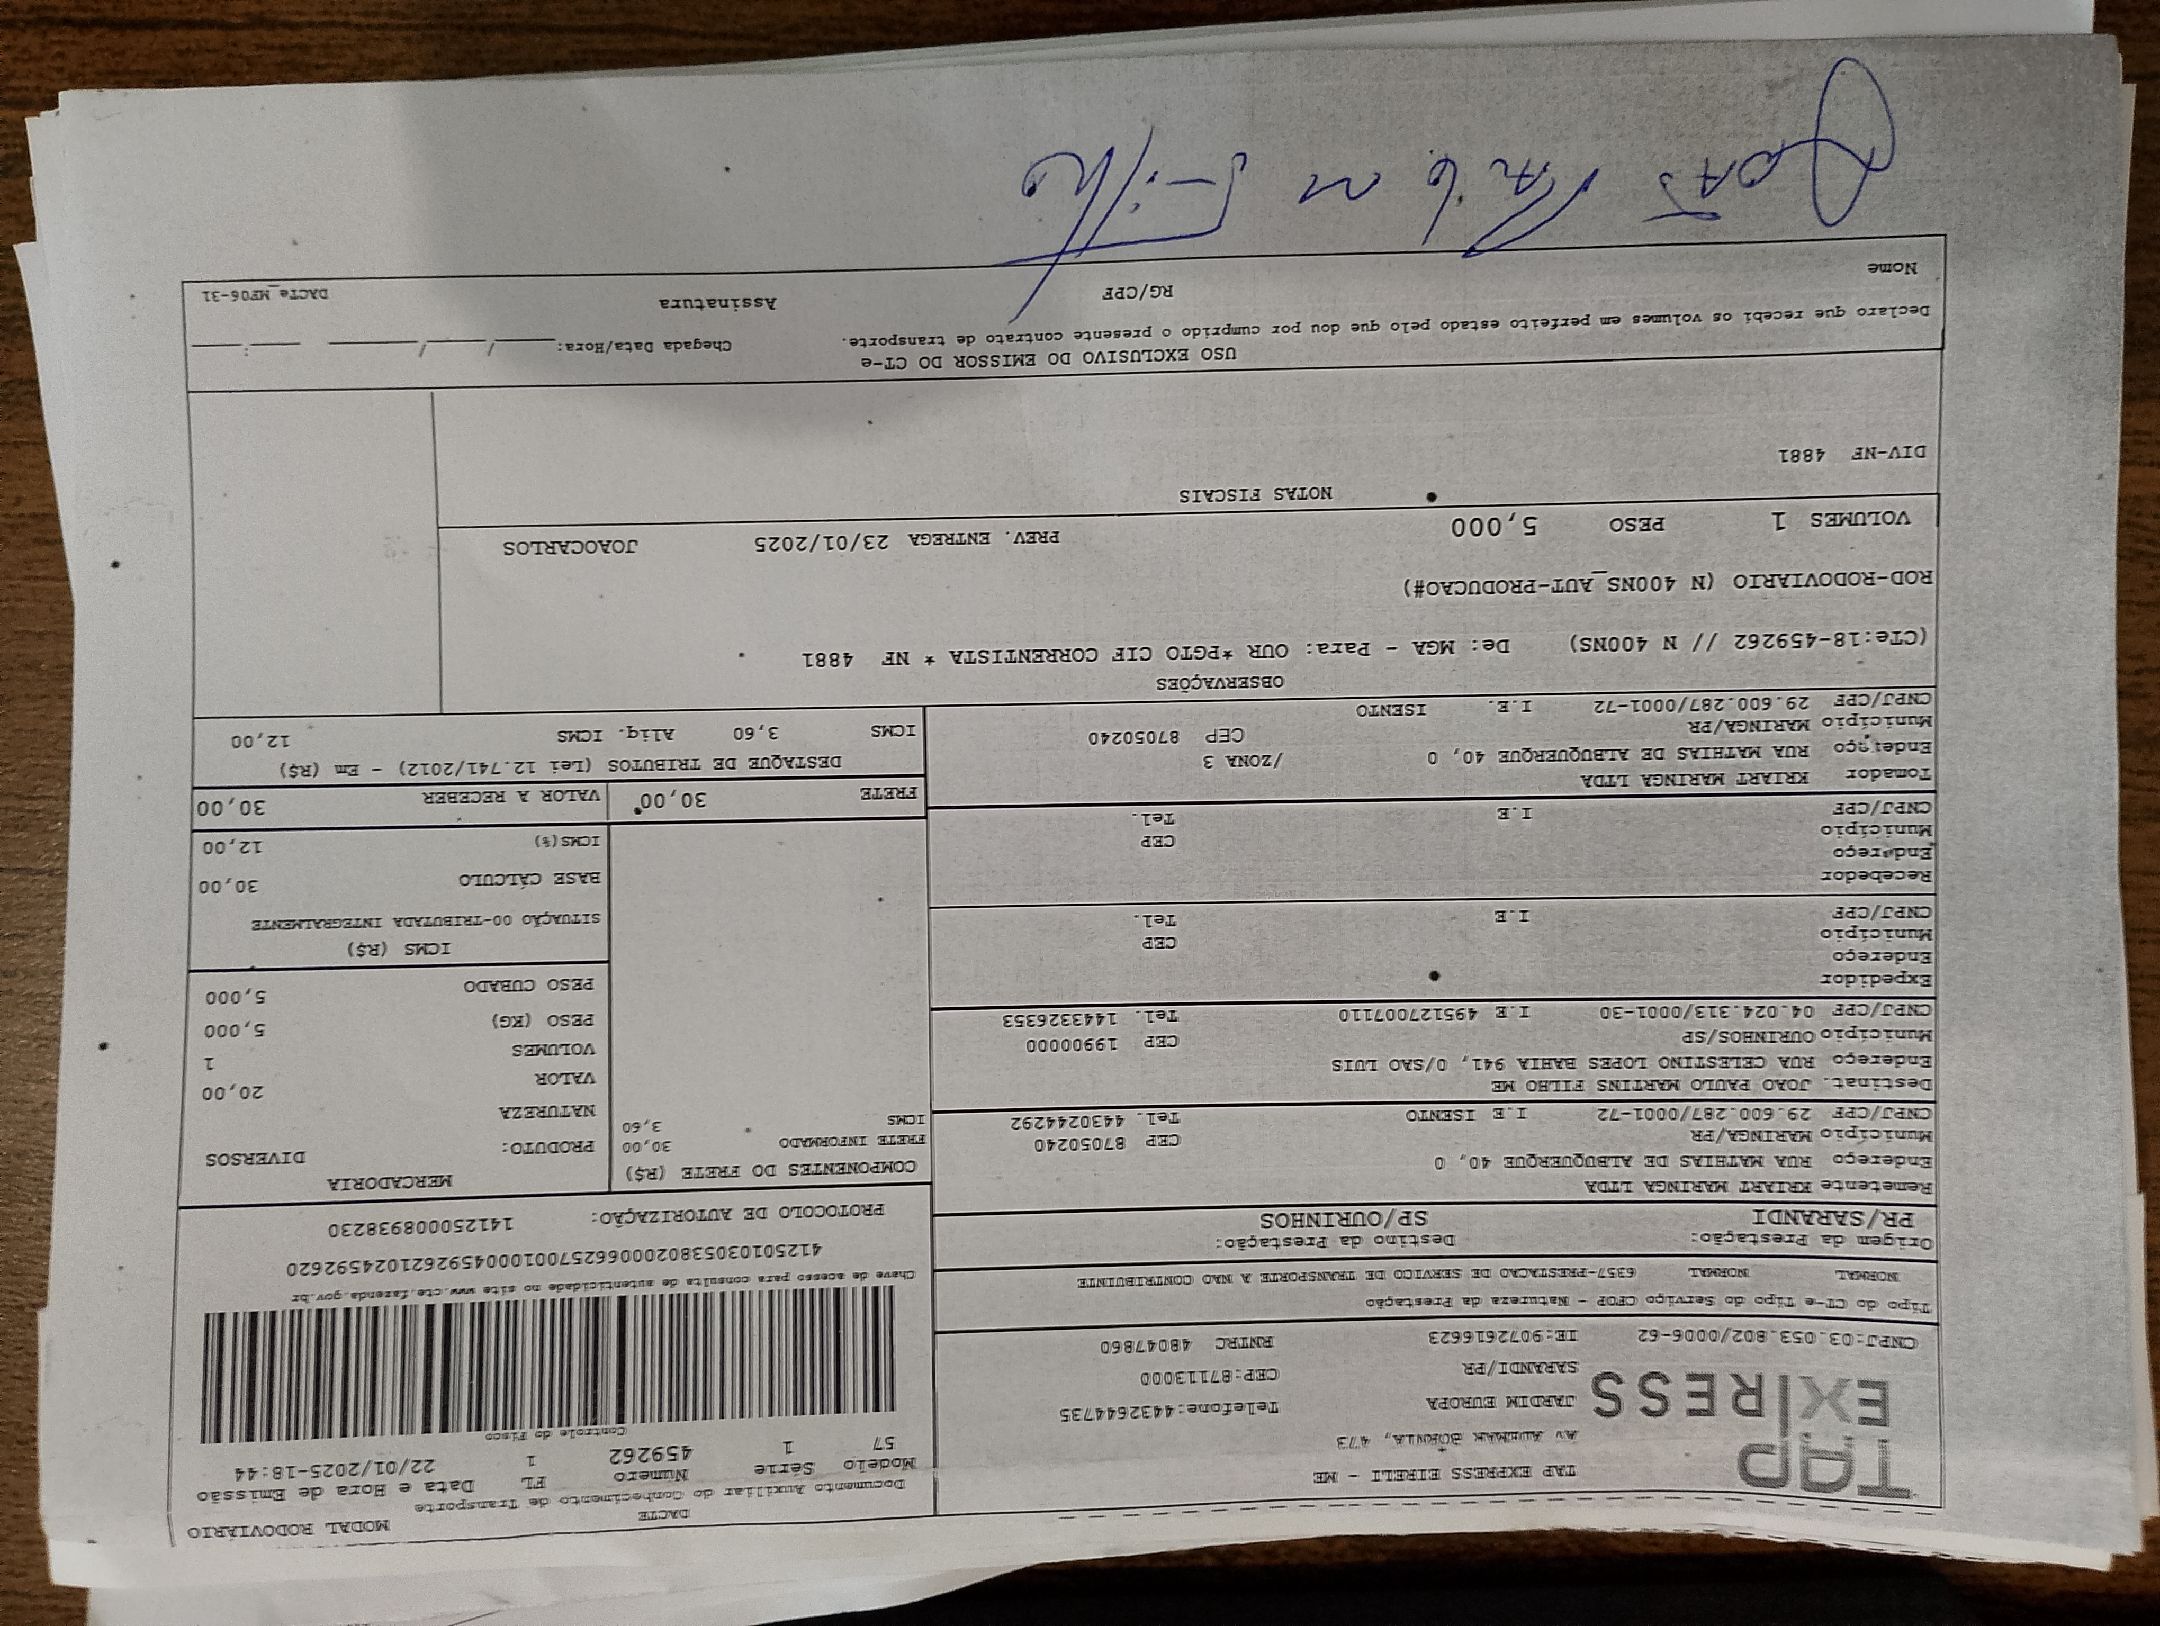 TAP
EXPRESS
TAP EXPRESS EIRELI - ME
473
JARDIM EUROPA Telefone:4432644735
SARANDI/PR CEP:87113000
CNPJ:03.053.802/0006-62 IE:9072616623 RNTRC 48047860
DACTE MODAL RODOVIÁRIO
Documento Auxiliar do Conhecimento de Transporte
Modelo Série Número FL Data e Hora de Emissão
57 1 459262 1 22/01/2025-18:44
Controle do Fisco
Chave de acesso para consulta de autenticidade no site www.cte.fazenda.gov.br
41250103053802000662570010004592621024592620
PROTOCOLO DE AUTORIZAÇÃO: 141250008938230
Tipo do CT-e Tipo do Serviço CFOP - Natureza da Prestação
NORMAL NORMAL 6357-PRESTACAO DE SERVICO DE TRANSPORTE A NAO CONTRIBUINTE
Origem da Prestação: Destino da Prestação:
PR/SARANDI SP/OURINHOS
Remetente KRIART MARINGA LTDA
Endereço RUA MATHIAS DE ALBUQUERQUE 40, 0
Município MARINGA/PR CEP 87050240
CNPJ/CPF 29.600.287/0001-72 I.E ISENTO Tel. 4430244292
Destinat. JOAO PAULO MARTINS FILHO ME
Endereço RUA CELESTINO LOPES BAHIA 941, 0/SAO LUIS
Município OURINHOS/SP CEP 19900000
CNPJ/CPF 04.024.313/0001-30 I.E 495127007110 Tel. 1443326353
Expedidor
Endereço
Município CEP
CNPJ/CPF I.E Tel.
Recebedor
Endereço
Município CEP
CNPJ/CPF I.E Tel.
Tomador KRIART MARINGA LTDA
Endereço RUA MATHIAS DE ALBUQUERQUE 40, 0 /ZONA 3
Município MARINGA/PR CEP 87050240
CNPJ/CPF 29.600.287/0001-72 I.E. ISENTO
COMPONENTES DO FRETE (R$)
FRETE INFORMADO 30,00
ICMS 3,60
MERCADORIA
PRODUTO: DIVERSOS
NATUREZA
VALOR 20,00
VOLUMES 1
PESO (KG) 5,000
PESO CUBADO 5,000
ICMS (R$)
SITUAÇÃO 00-TRIBUTADA INTEGRALMENTE
BASE CÁLCULO 30,00
ICMS(%) 12,00
FRETE 30,00 VALOR A RECEBER 30,00
DESTAQUE DE TRIBUTOS (Lei 12.741/2012) - Em (R$)
ICMS 3,60 Aliq. ICMS 12,00
OBSERVAÇÕES
(CTe:18-459262 // N 400NS) De: MGA - Para: OUR *PGTO CIF CORRENTISTA * NF 4881
ROD-RODOVIARIO (N 400NS_AUT-PRODUCAO#)
VOLUMES 1 PESO 5,000 PREV. ENTREGA 23/01/2025 JOAOCARLOS
NOTAS FISCAIS
DIV-NF 4881
USO EXCLUSIVO DO EMISSOR DO CT-e
Declaro que recebi os volumes em perfeito estado pelo que dou por cumprido o presente contrato de transporte. Chegada Data/Hora: ____/____/____ ____:____
Nome RG/CPF Assinatura DACTe_MF06-31